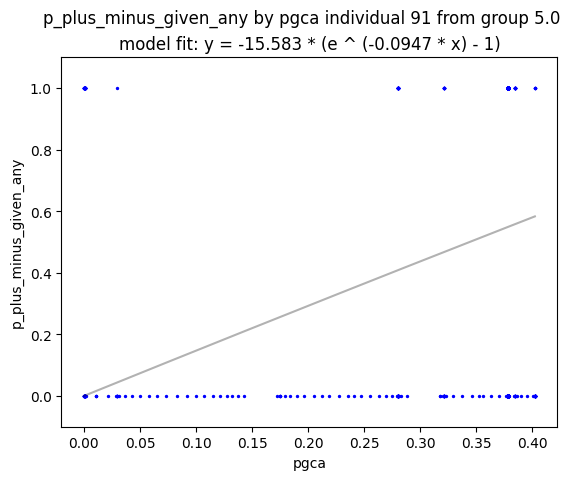 p_plus_minus_given_any by pgca individual 91 from group 5.0
model fit: y = -15.583 * (e ^ (-0.0947 * x) - 1)
1.0
0.8
0.6
0.4
0.2
0.0
p_plus_minus_given_any
0.00 0.05 0.10 0.15 0.20 0.25 0.30 0.35 0.40
pgca